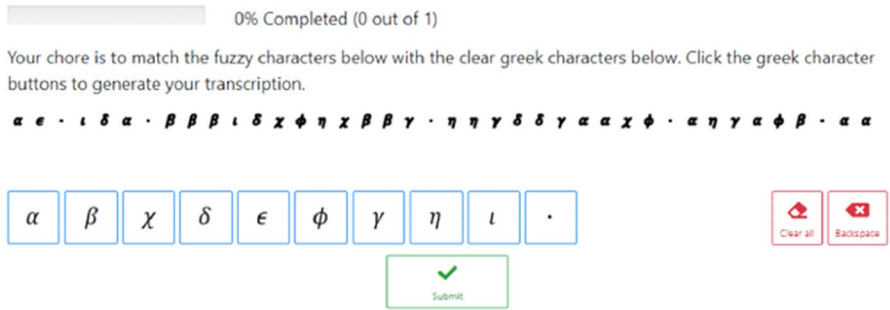 0% Completed (0 out of 1)
Your chore is to match the fuzzy characters below with the clear greek characters below. Click the greek character
buttons to generate your transcription.
α ϵ · ι δ α · β β β ι δ χ ϕ η χ β β γ · η η γ δ δ γ α α χ ϕ · α η γ α ϕ β · α α
α β χ δ ϵ ϕ γ η ι ·
Clear all Backspace
Submit